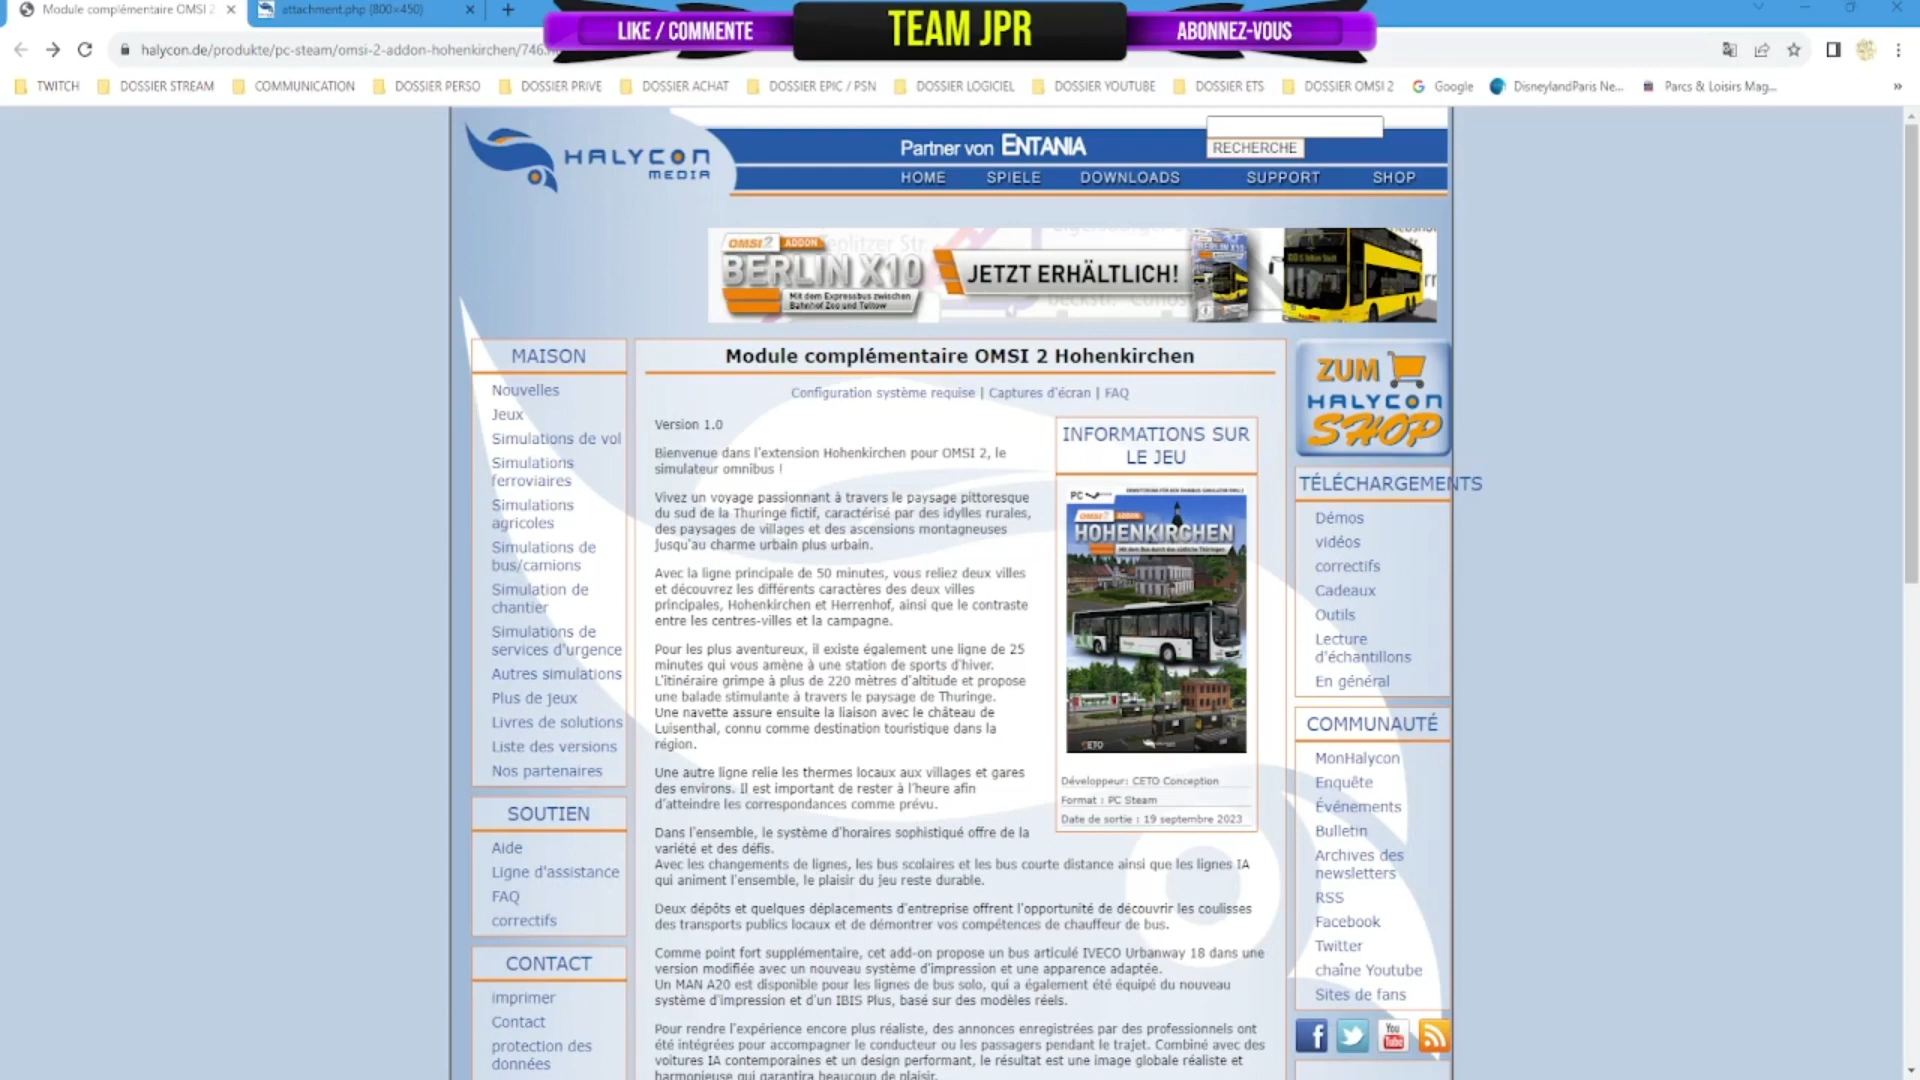 Module complémentaire OMSI 2
attachment.php (800×450)
LIKE / COMMENTE
TEAM JPR
ABONNEZ-VOUS
halycon.de/produkte/pc-steam/omsi-2-addon-hohenkirchen/746.
TWITCH
DOSSIER STREAM
COMMUNICATION
DOSSIER PERSO
DOSSIER PRIVE
DOSSIER ACHAT
DOSSIER EPIC / PSN
DOSSIER LOGICIEL
DOSSIER YOUTUBE
DOSSIER ETS
DOSSIER OMSI 2
Google
DisneylandParis Ne...
Parcs & Loisirs Mag...
HALYCON
MEDIA
Partner von ENTANIA
RECHERCHE
HOME
SPIELE
DOWNLOADS
SUPPORT
SHOP
OMSI 2 ADDON
BERLIN X10
Mit dem Expressbus zwischen
Bahnhof Zoo und Teltow
JETZT ERHÄLTLICH!
MAISON
Nouvelles
Jeux
Simulations de vol
Simulations
ferroviaires
Simulations
agricoles
Simulations de
bus/camions
Simulation de
chantier
Simulations de
services d'urgence
Autres simulations
Plus de jeux
Livres de solutions
Liste des versions
Nos partenaires
SOUTIEN
Aide
Ligne d'assistance
FAQ
correctifs
CONTACT
imprimer
Contact
protection des
données
Module complémentaire OMSI 2 Hohenkirchen
Configuration système requise | Captures d'écran | FAQ
Version 1.0
Bienvenue dans l'extension Hohenkirchen pour OMSI 2, le
simulateur omnibus !
Vivez un voyage passionnant à travers le paysage pittoresque
du sud de la Thuringe fictif, caractérisé par des idylles rurales,
des paysages de villages et des ascensions montagneuses
jusqu'au charme urbain plus urbain.
Avec la ligne principale de 50 minutes, vous reliez deux villes
et découvrez les différents caractères des deux villes
principales, Hohenkirchen et Herrenhof, ainsi que le contraste
entre les centres-villes et la campagne.
Pour les plus aventureux, il existe également une ligne de 25
minutes qui vous amène à une station de sports d'hiver.
L'itinéraire grimpe à plus de 220 mètres d'altitude et propose
une balade stimulante à travers le paysage de Thuringe.
Une navette assure ensuite la liaison avec le château de
Luisenthal, connu comme destination touristique dans la
région.
Une autre ligne relie les thermes locaux aux villages et gares
des environs. Il est important de rester à l'heure afin
d'atteindre les correspondances comme prévu.
Dans l'ensemble, le système d'horaires sophistiqué offre de la
variété et des défis.
Avec les changements de lignes, les bus scolaires et les bus courte distance ainsi que les lignes IA
qui animent l'ensemble, le plaisir du jeu reste durable.
Deux dépôts et quelques déplacements d'entreprise offrent l'opportunité de découvrir les coulisses
des transports publics locaux et de démontrer vos compétences de chauffeur de bus.
Comme point fort supplémentaire, cet add-on propose un bus articulé IVECO Urbanway 18 dans une
version modifiée avec un nouveau système d'impression et une apparence adaptée.
Un MAN A20 est disponible pour les lignes de bus solo, qui a également été équipé du nouveau
système d'impression et d'un IBIS Plus, basé sur des modèles réels.
Pour rendre l'expérience encore plus réaliste, des annonces enregistrées par des professionnels ont
été intégrées pour accompagner le conducteur ou les passagers pendant le trajet. Combiné avec des
voitures IA contemporaines et un design performant, le résultat est une image globale réaliste et
harmonieuse qui garantira beaucoup de plaisir.
INFORMATIONS SUR
LE JEU
PC
OMSI 2 ADDON
HOHENKIRCHEN
Mit dem Bus durch das südliche Thüringen
CETO
Développeur: CETO Conception
Format : PC Steam
Date de sortie : 19 septembre 2023
ZUM
HALYCON
SHOP
TÉLÉCHARGEMENTS
Démos
vidéos
correctifs
Cadeaux
Outils
Lecture
d'échantillons
En général
COMMUNAUTÉ
MonHalycon
Enquête
Événements
Bulletin
Archives des
newsletters
RSS
Facebook
Twitter
chaîne Youtube
Sites de fans
You
Tube